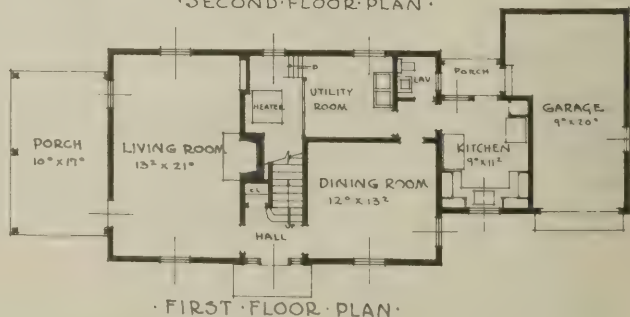 ·SECOND·FLOOR·PLAN·
D
LAV
PORCH
HEATER
UTILITY
ROOM
GARAGE
9⁰ X 20⁰
PORCH
10⁰ X 17⁰
LIVING ROOM
13² X 21⁰
KITCHEN
9⁰ X 11²
DINING ROOM
12⁰ X 13²
CL
UP
HALL
·FIRST·FLOOR·PLAN·